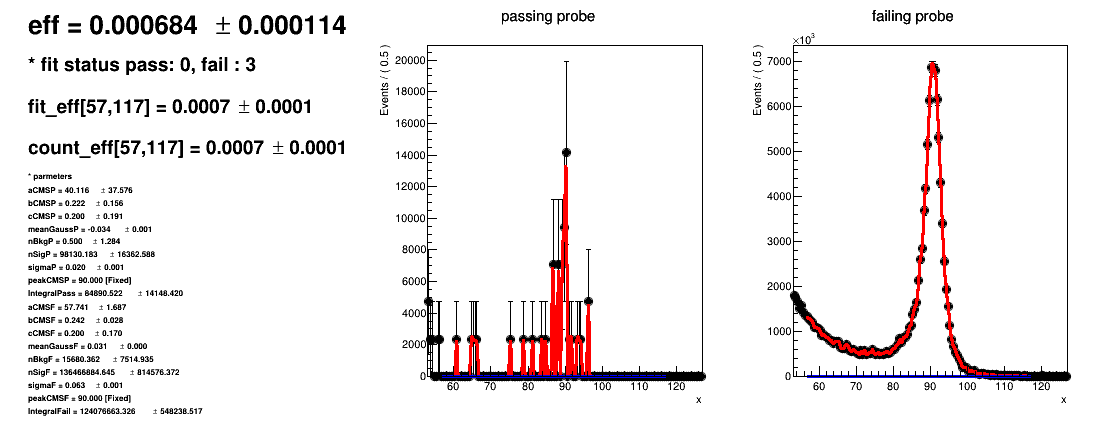 eff = 0.000684 ± 0.000114
* fit status pass: 0, fail : 3
fit_eff[57,117] = 0.0007 ± 0.0001
count_eff[57,117] = 0.0007 ± 0.0001
* parmeters
aCMSP = 40.116 ± 37.576
bCMSP = 0.222 ± 0.156
cCMSP = 0.200 ± 0.191
meanGaussP = -0.034 ± 0.001
nBkgP = 0.500 ± 1.284
nSigP = 98130.183 ± 16362.588
sigmaP = 0.020 ± 0.001
peakCMSP = 90.000 [Fixed]
IntegralPass = 84890.522 ± 14148.420
aCMSF = 57.741 ± 1.687
bCMSF = 0.242 ± 0.028
cCMSF = 0.200 ± 0.170
meanGaussF = 0.031 ± 0.000
nBkgF = 15680.362 ± 7514.935
nSigF = 136466684.645 ± 814576.372
sigmaF = 0.063 ± 0.001
peakCMSF = 90.000 [Fixed]
IntegralFail = 124076663.326 ± 548238.517
passing probe
Events / ( 0.5 )
20000
18000
16000
14000
12000
10000
8000
6000
4000
2000
0
60 70 80 90 100 110 120
x
failing probe
×10³
Events / ( 0.5 )
7000
6000
5000
4000
3000
2000
1000
0
60 70 80 90 100 110 120
x